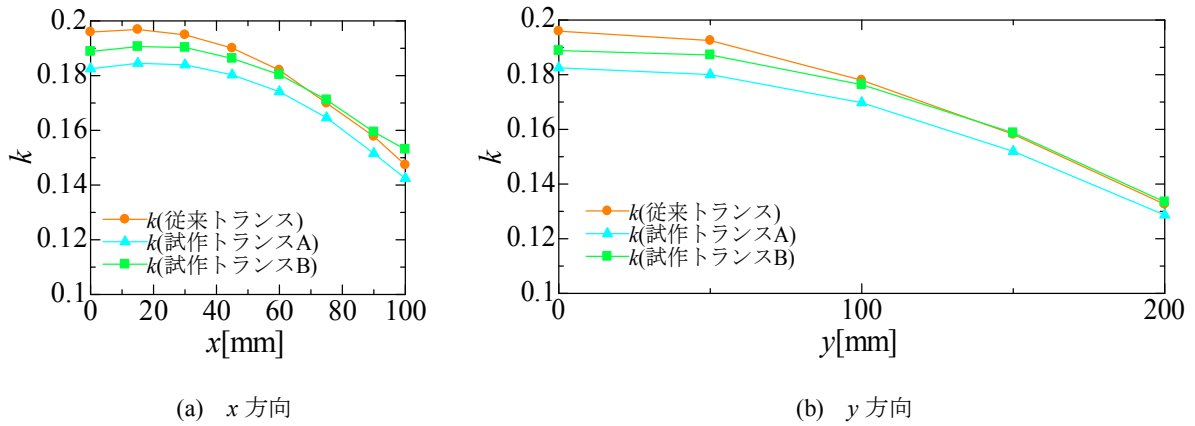 0.2
0.18
0.16
0.14
0.12
0.1
k
k(従来トランス)
k(試作トランスA)
k(試作トランスB)
0 20 40 60 80 100
x[mm]
(a) x 方向
0.2
0.18
0.16
0.14
0.12
0.1
k
k(従来トランス)
k(試作トランスA)
k(試作トランスB)
0 100 200
y[mm]
(b) y 方向